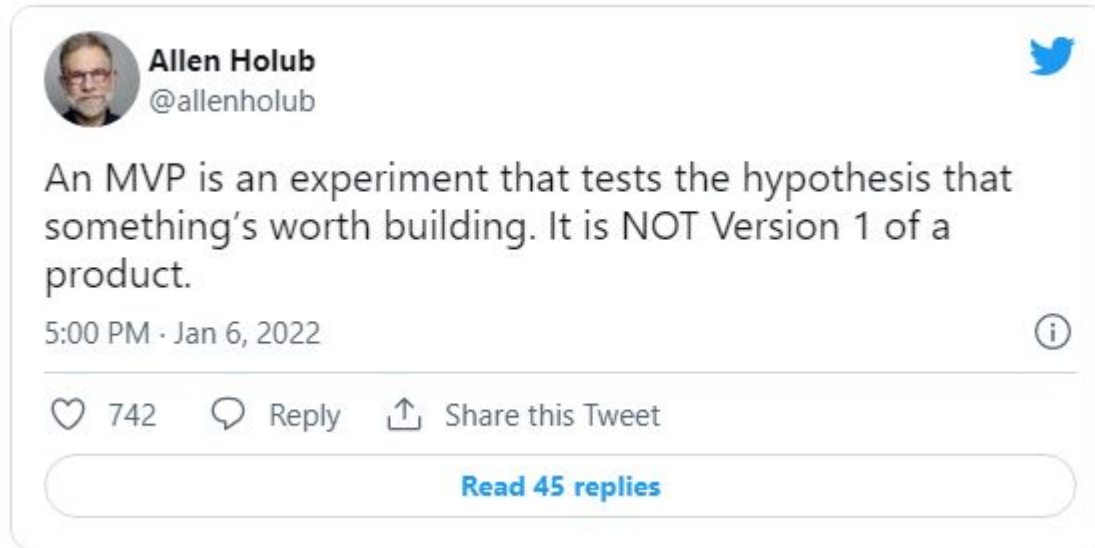 Allen Holub
@allenholub
An MVP is an experiment that tests the hypothesis that
something’s worth building. It is NOT Version 1 of a
product.
5:00 PM · Jan 6, 2022
742 Reply Share this Tweet
Read 45 replies